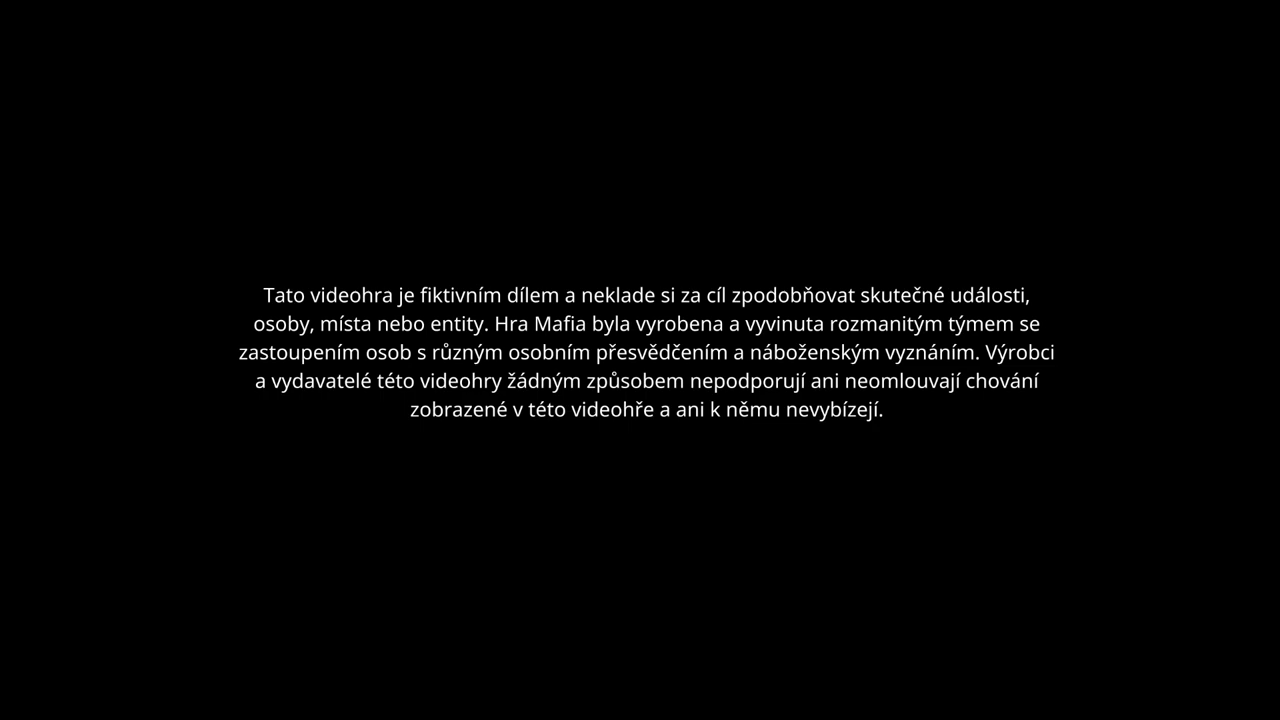 Tato videohra je fiktivním dílem a neklade si za cíl zpodobňovat skutečné události,
osoby, místa nebo entity. Hra Mafia byla vyrobena a vyvinuta rozmanitým týmem se
zastoupením osob s různým osobním přesvědčením a náboženským vyznáním. Výrobci
a vydavatelé této videohry žádným způsobem nepodporují ani neomlouvají chování
zobrazené v této videohře a ani k němu nevybízejí.